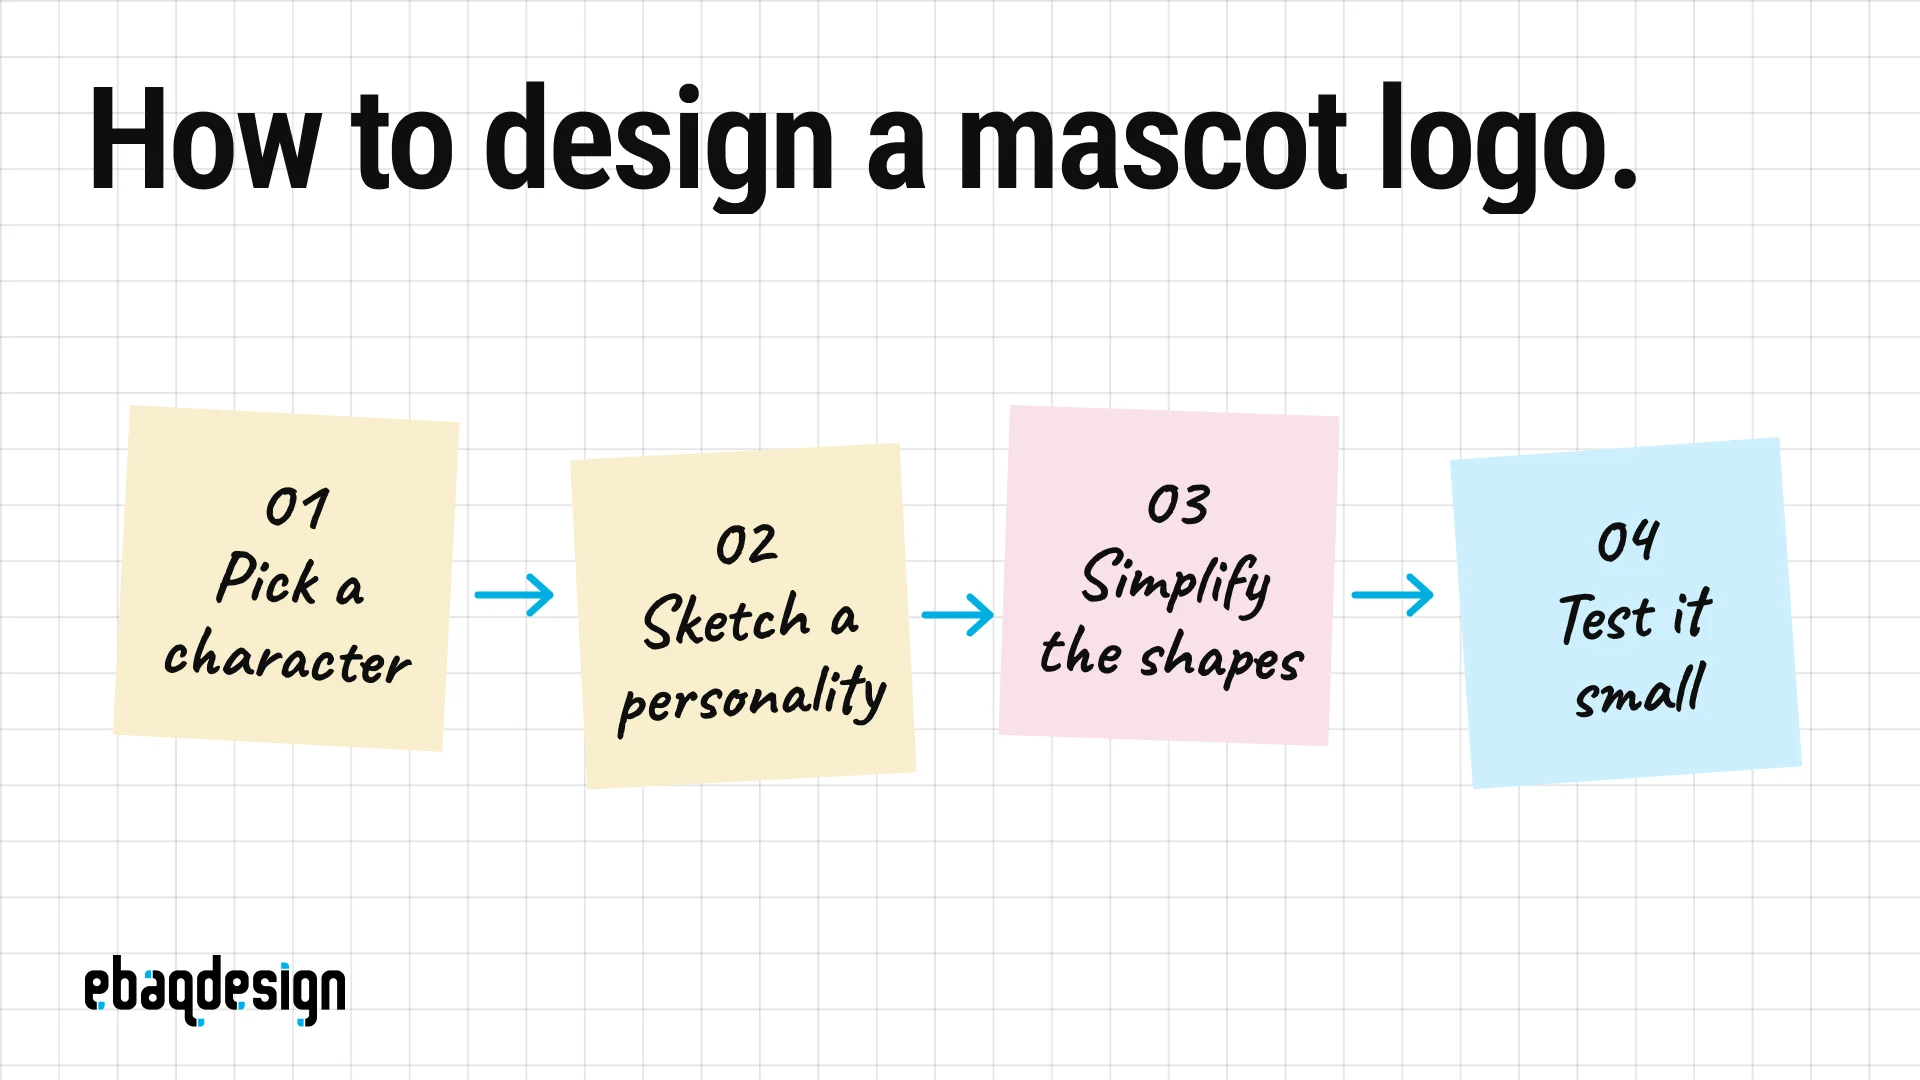 How to design a mascot logo.
01
Pick a
character
02
Sketch a
personality
03
Simplify
the shapes
04
Test it
small
ebaqdesign